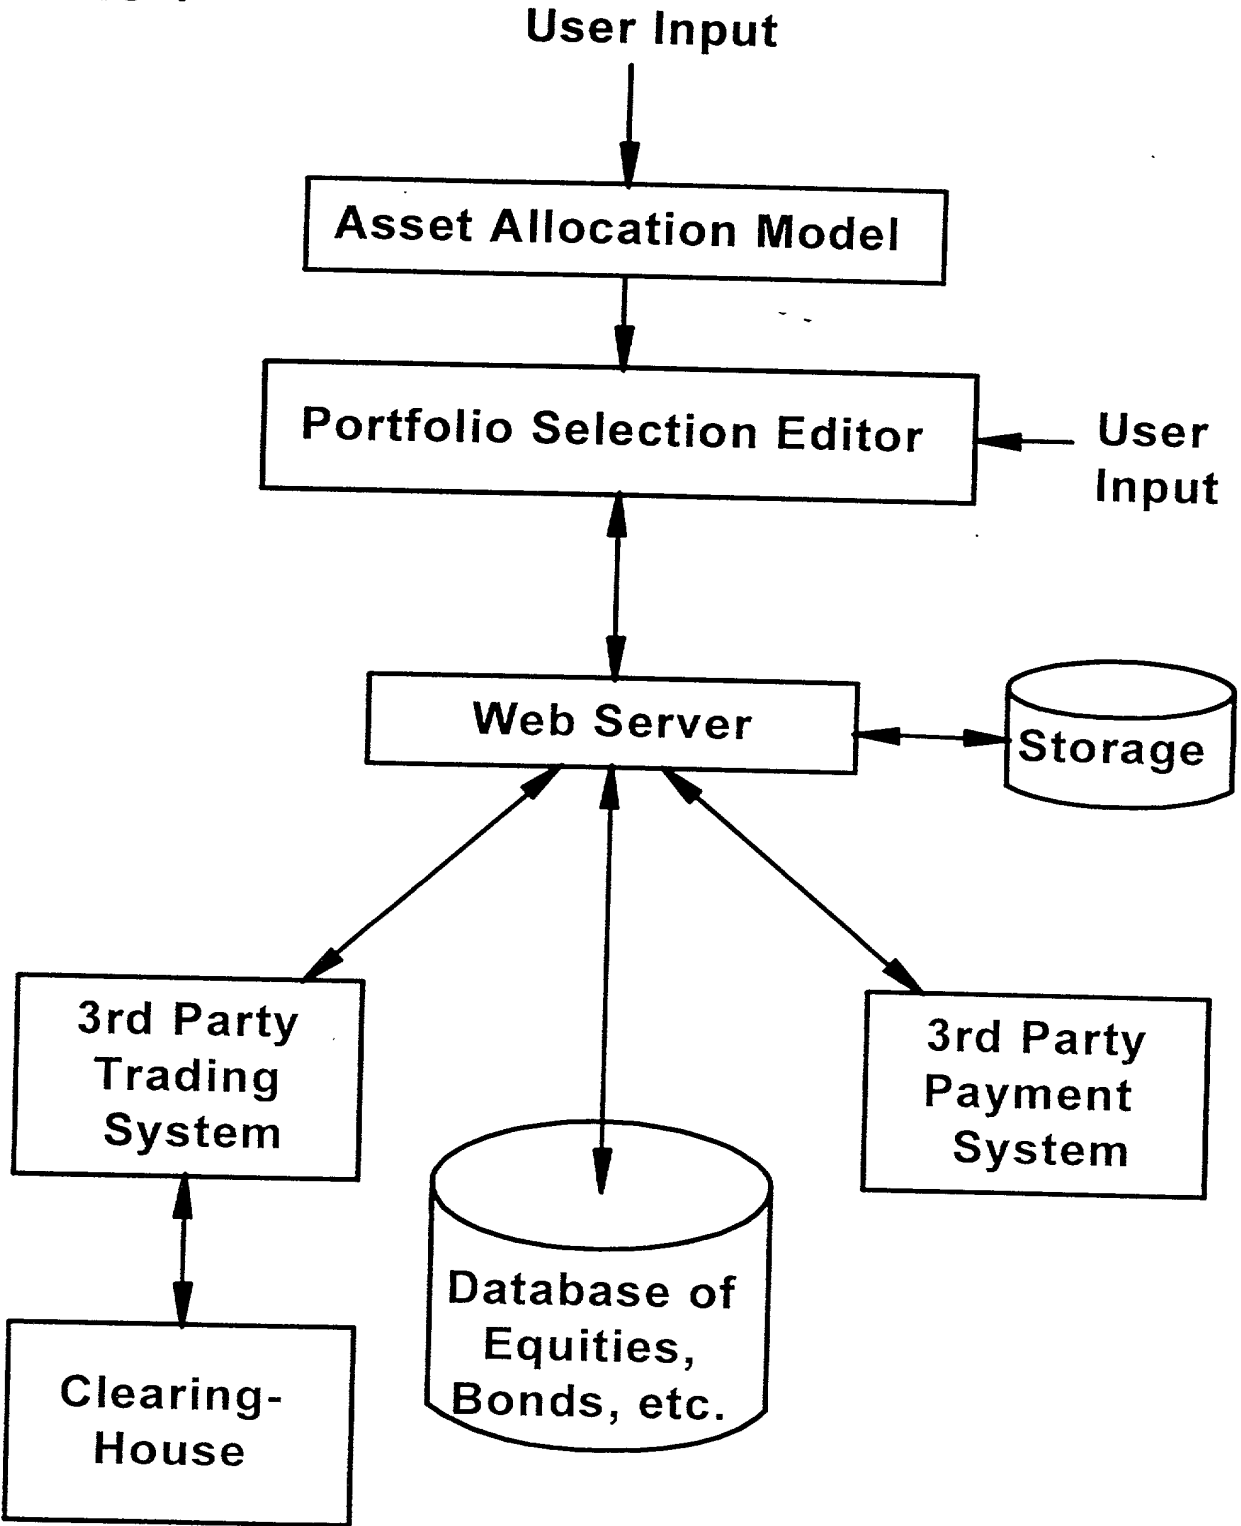 User Input
Asset Allocation Model
Portfolio Selection Editor
User
Input
Web Server
Storage
3rd Party
Trading
System
3rd Party
Payment
System
Database of
Equities,
Bonds, etc.
Clearing-
House